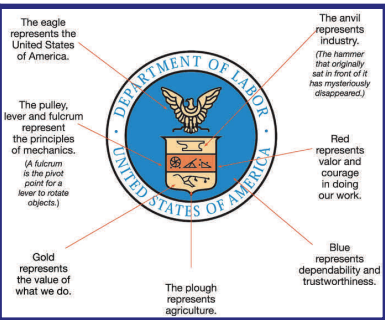 The eagle
represents the
United States
of America.
The anvil
represents
industry.
(The hammer
that originally
sat in front of it
has mysteriously
disappeared.)
DEPARTMENT OF LABOR
UNITED STATES OF AMERICA
The pulley,
lever and fulcrum
represent
the principles
of mechanics.
(A fulcrum
is the pivot
point for a
lever to rotate
objects.)
Red
represents
valor and
courage
in doing
our work.
Gold
represents
the value of
what we do.
The plough
represents
agriculture.
Blue
represents
dependability and
trustworthiness.